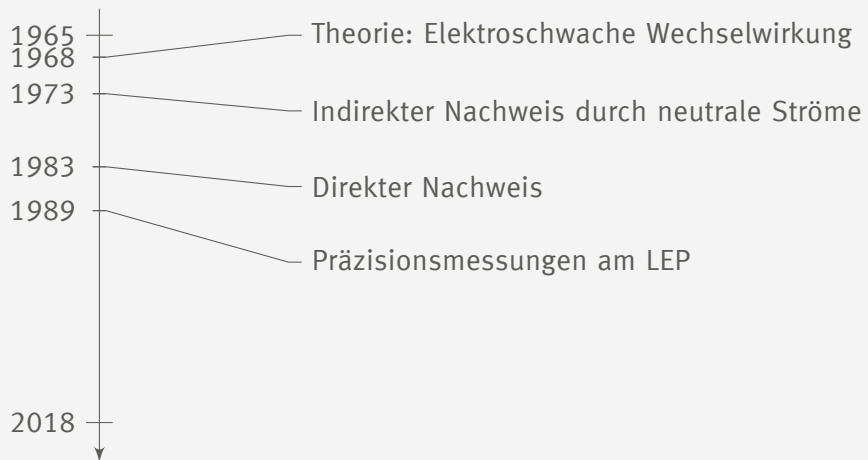 1965
Theorie: Elektroschwache Wechselwirkung
1968
1973
Indirekter Nachweis durch neutrale Ströme
1983
Direkter Nachweis
1989
Präzisionsmessungen am LEP
2018